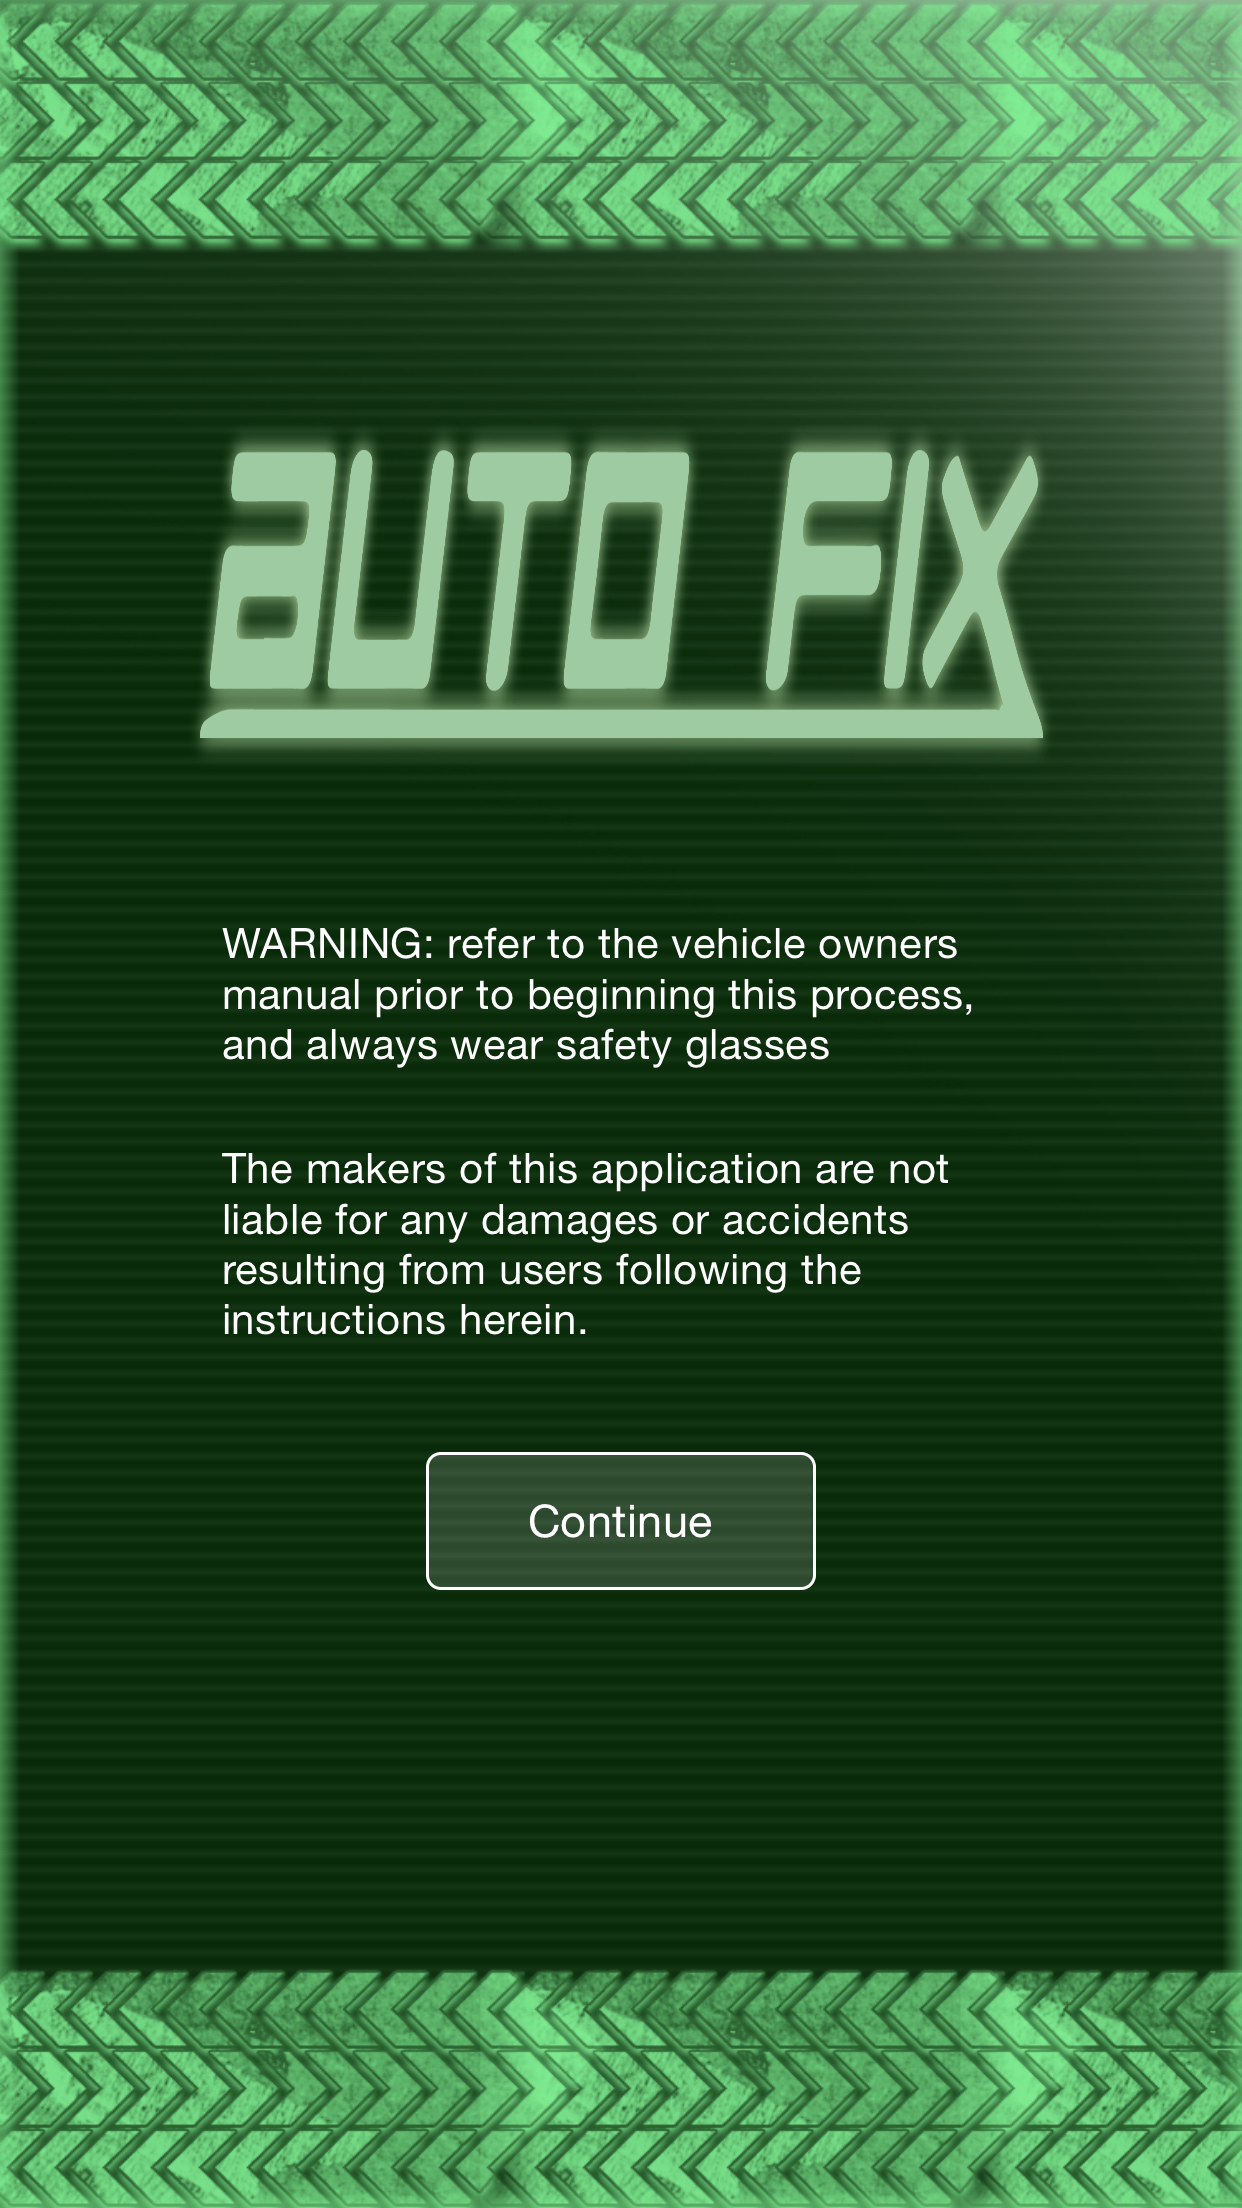 AUTO FIX
WARNING: refer to the vehicle owners
manual prior to beginning this process,
and always wear safety glasses
The makers of this application are not
liable for any damages or accidents
resulting from users following the
instructions herein.
Continue